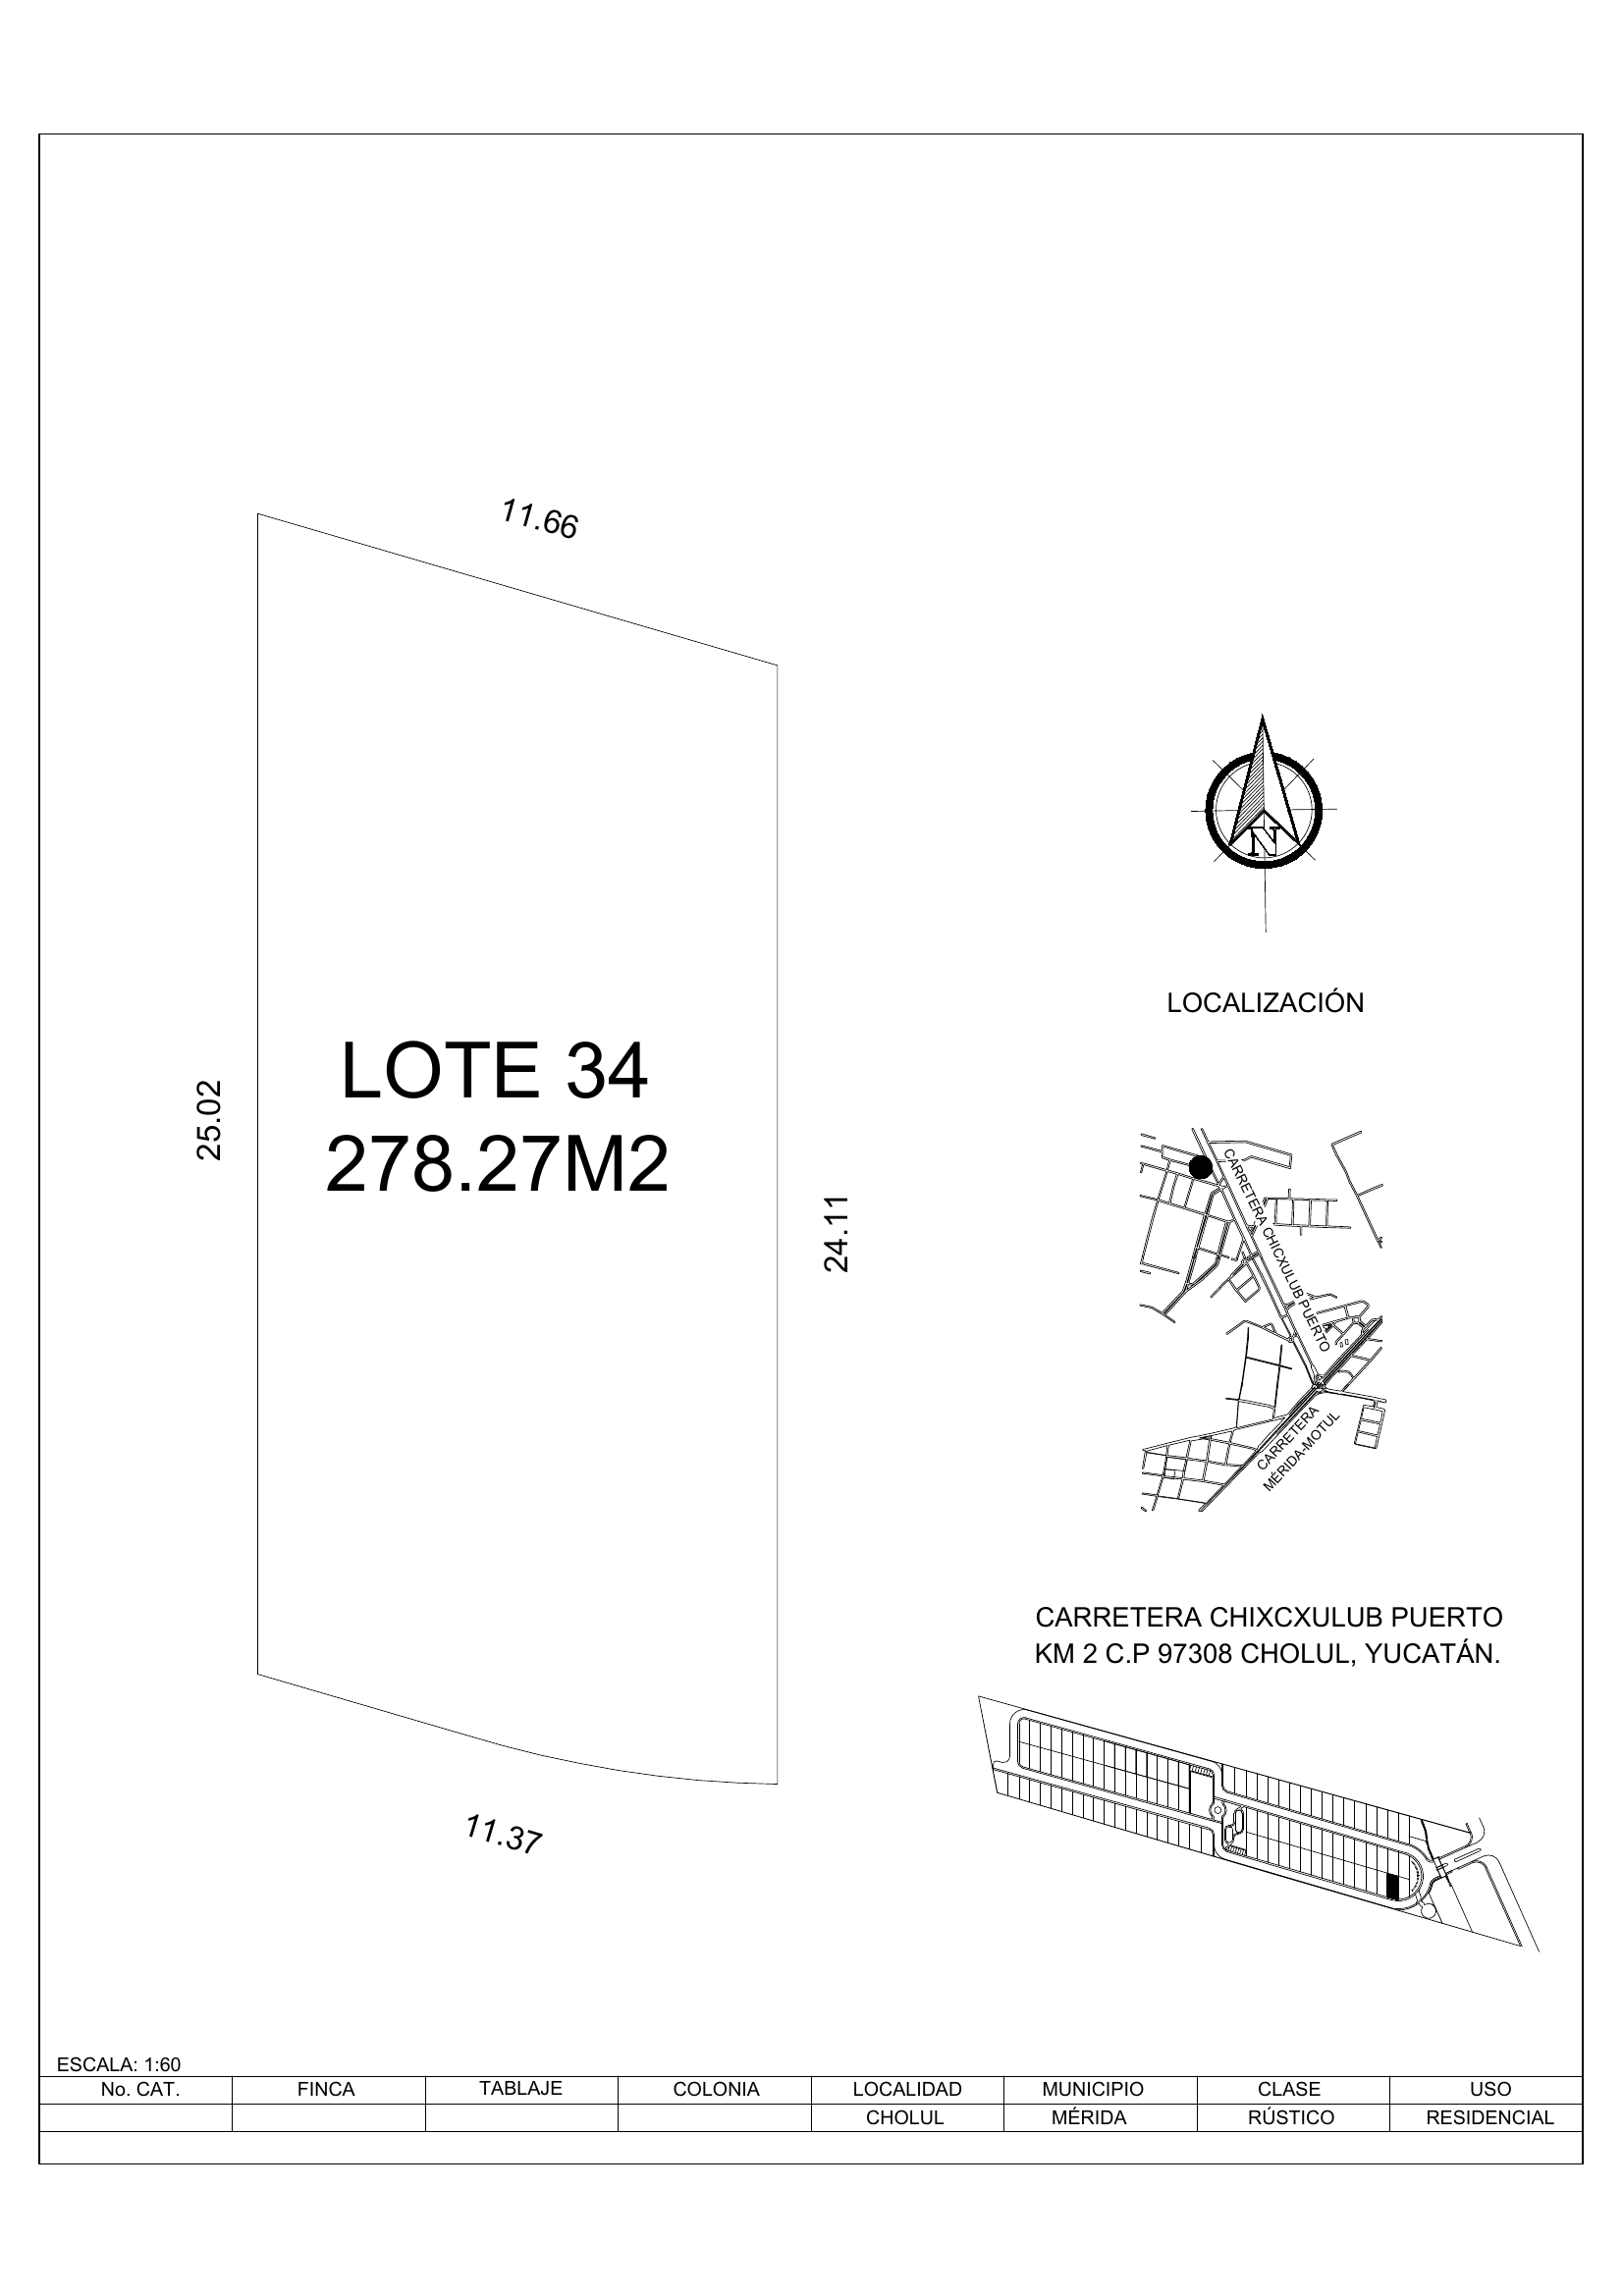 11.66
25.02
LOTE 34
278.27M2
24.11
11.37
N
LOCALIZACIÓN
CARRETERA CHICXULUB PUERTO
CARRETERA
MÉRIDA-MOTUL
CARRETERA CHIXCXULUB PUERTO
KM 2 C.P 97308 CHOLUL, YUCATÁN.
ESCALA: 1:60
No. CAT. FINCA TABLAJE COLONIA LOCALIDAD MUNICIPIO CLASE USO
CHOLUL MÉRIDA RÚSTICO RESIDENCIAL